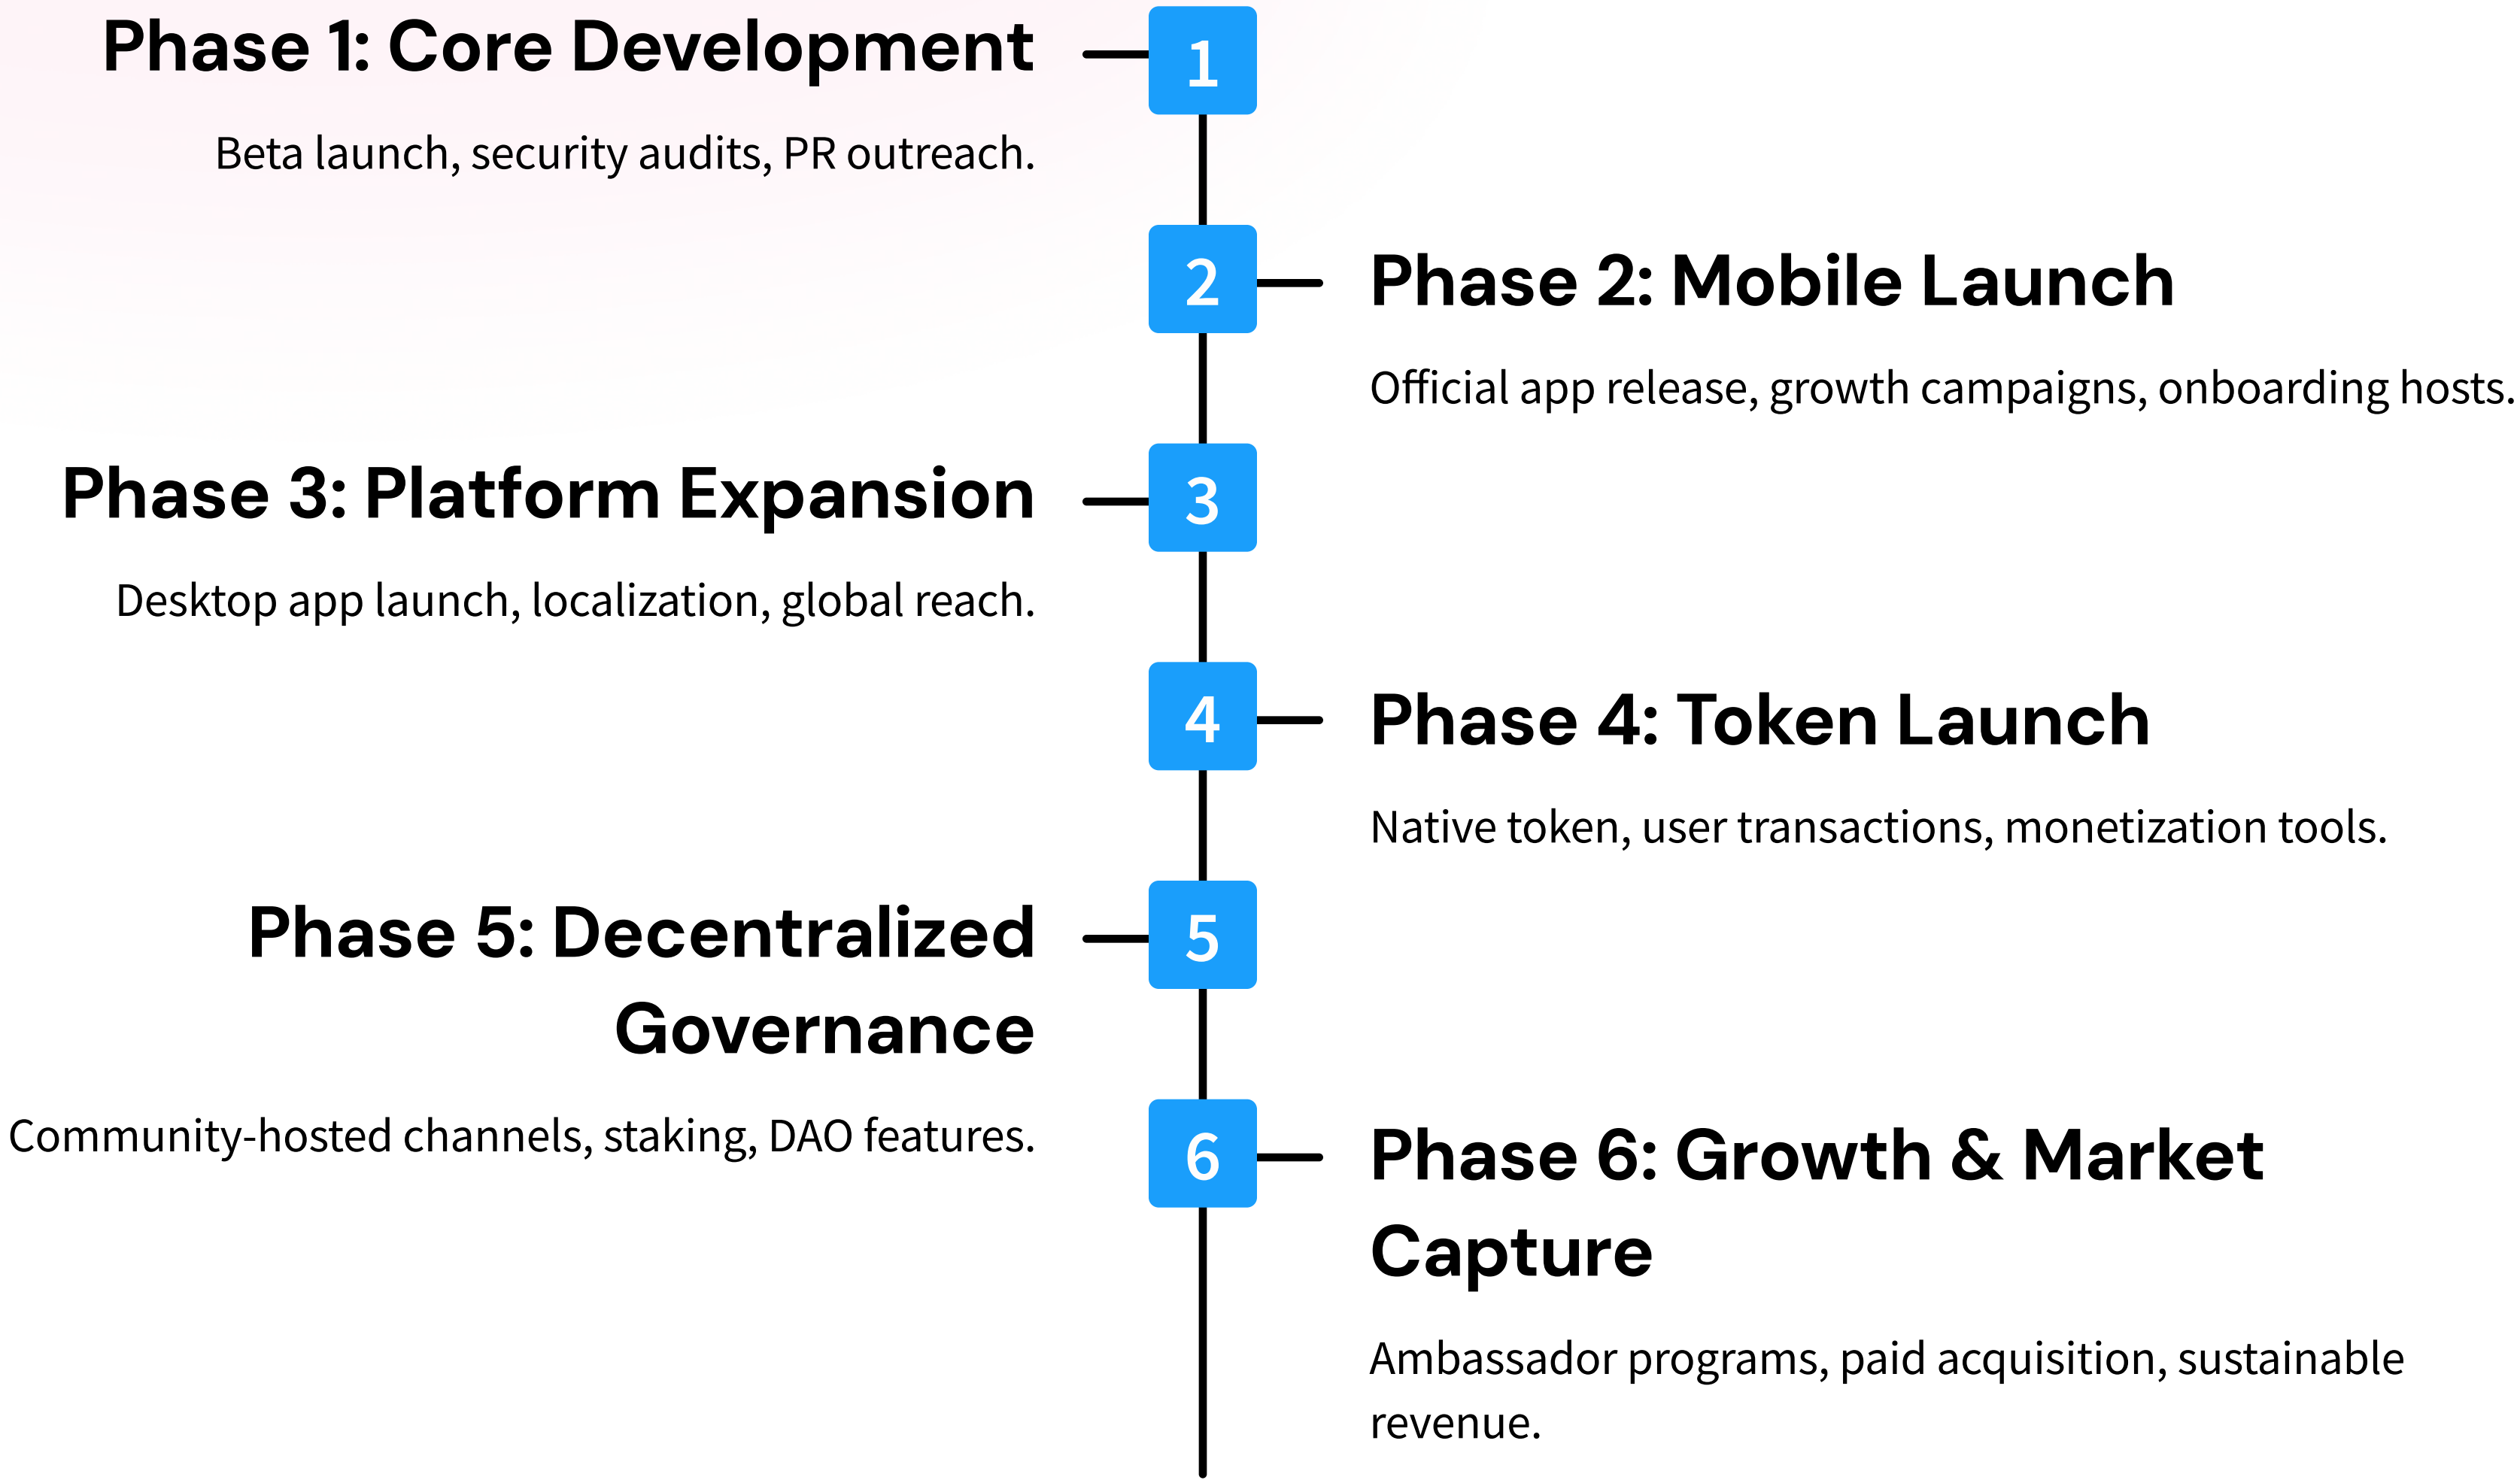 Phase 1: Core Development
1
Beta launch, security audits, PR outreach.
2
Phase 2: Mobile Launch
Official app release, growth campaigns, onboarding hosts.
Phase 3: Platform Expansion
3
Desktop app launch, localization, global reach.
4
Phase 4: Token Launch
Native token, user transactions, monetization tools.
Phase 5: Decentralized
Governance
5
Community-hosted channels, staking, DAO features.
6
Phase 6: Growth & Market
Capture
Ambassador programs, paid acquisition, sustainable
revenue.